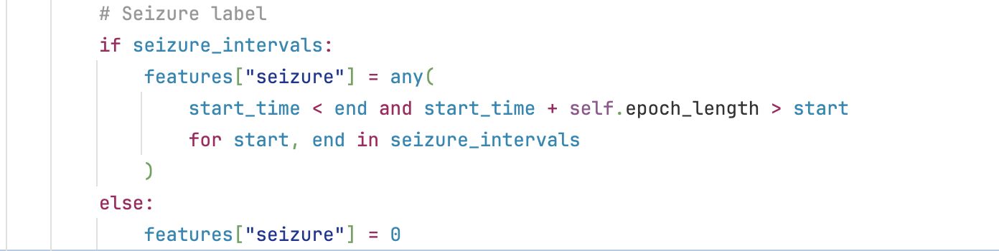 # Seizure label
if seizure_intervals:
    features["seizure"] = any(
        start_time < end and start_time + self.epoch_length > start
        for start, end in seizure_intervals
    )
else:
    features["seizure"] = 0